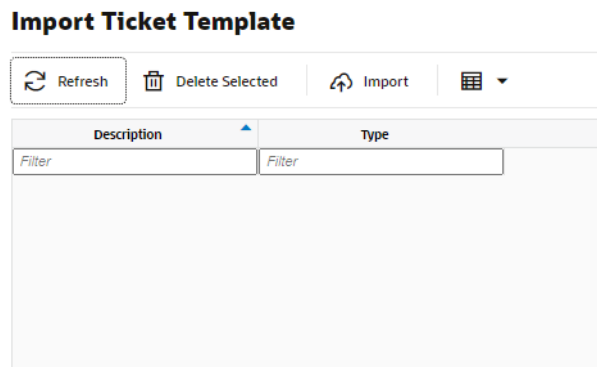 Import Ticket Template
Refresh Delete Selected Import
Description Type
Filter Filter